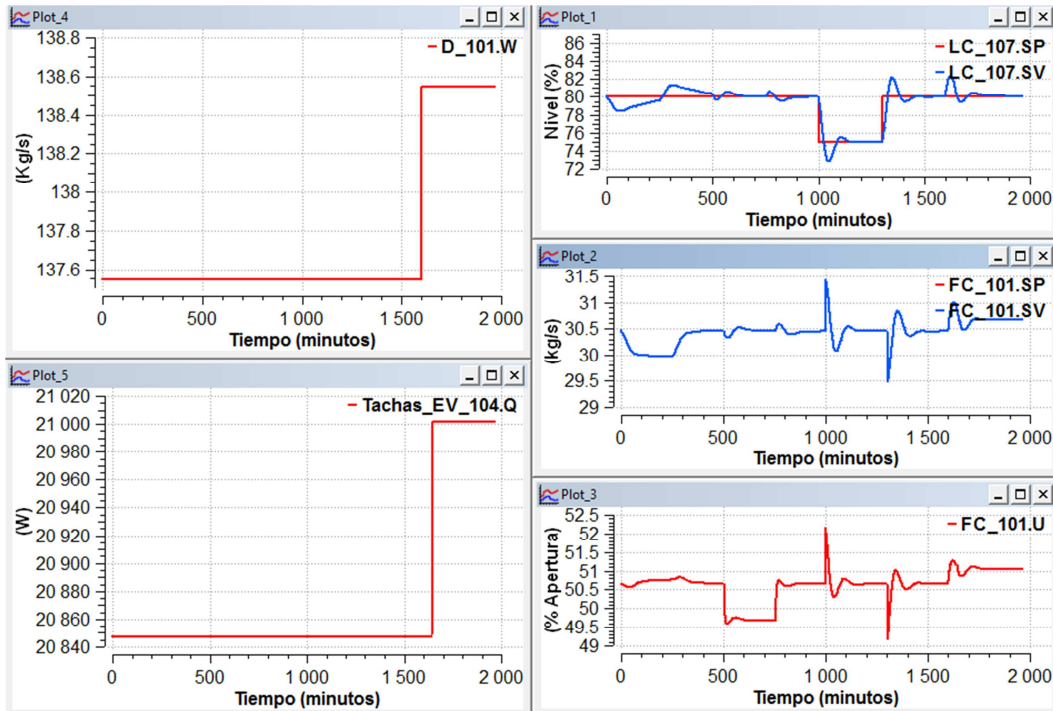 Plot_4
138.8
138.6
138.4
138.2
138
137.8
137.6
(Kg/s)
D_101.W
0
500
1 000
1 500
2 000
Tiempo (minutos)
Plot_5
21 020
21 000
20 980
20 960
20 940
20 920
20 900
20 880
20 860
20 840
(W)
Tachas_EV_104.Q
0
500
1 000
1 500
2 000
Tiempo (minutos)
Plot_1
86
84
82
80
78
76
74
72
Nivel (%)
LC_107.SP
LC_107.SV
0
500
1 000
1 500
2 000
Tiempo (minutos)
Plot_2
31.5
31
30.5
30
29.5
29
(kg/s)
FC_101.SP
FC_101.SV
0
500
1 000
1 500
2 000
Tiempo (minutos)
Plot_3
52.5
52
51.5
51
50.5
50
49.5
49
(% Apertura)
FC_101.U
0
500
1 000
1 500
2 000
Tiempo (minutos)